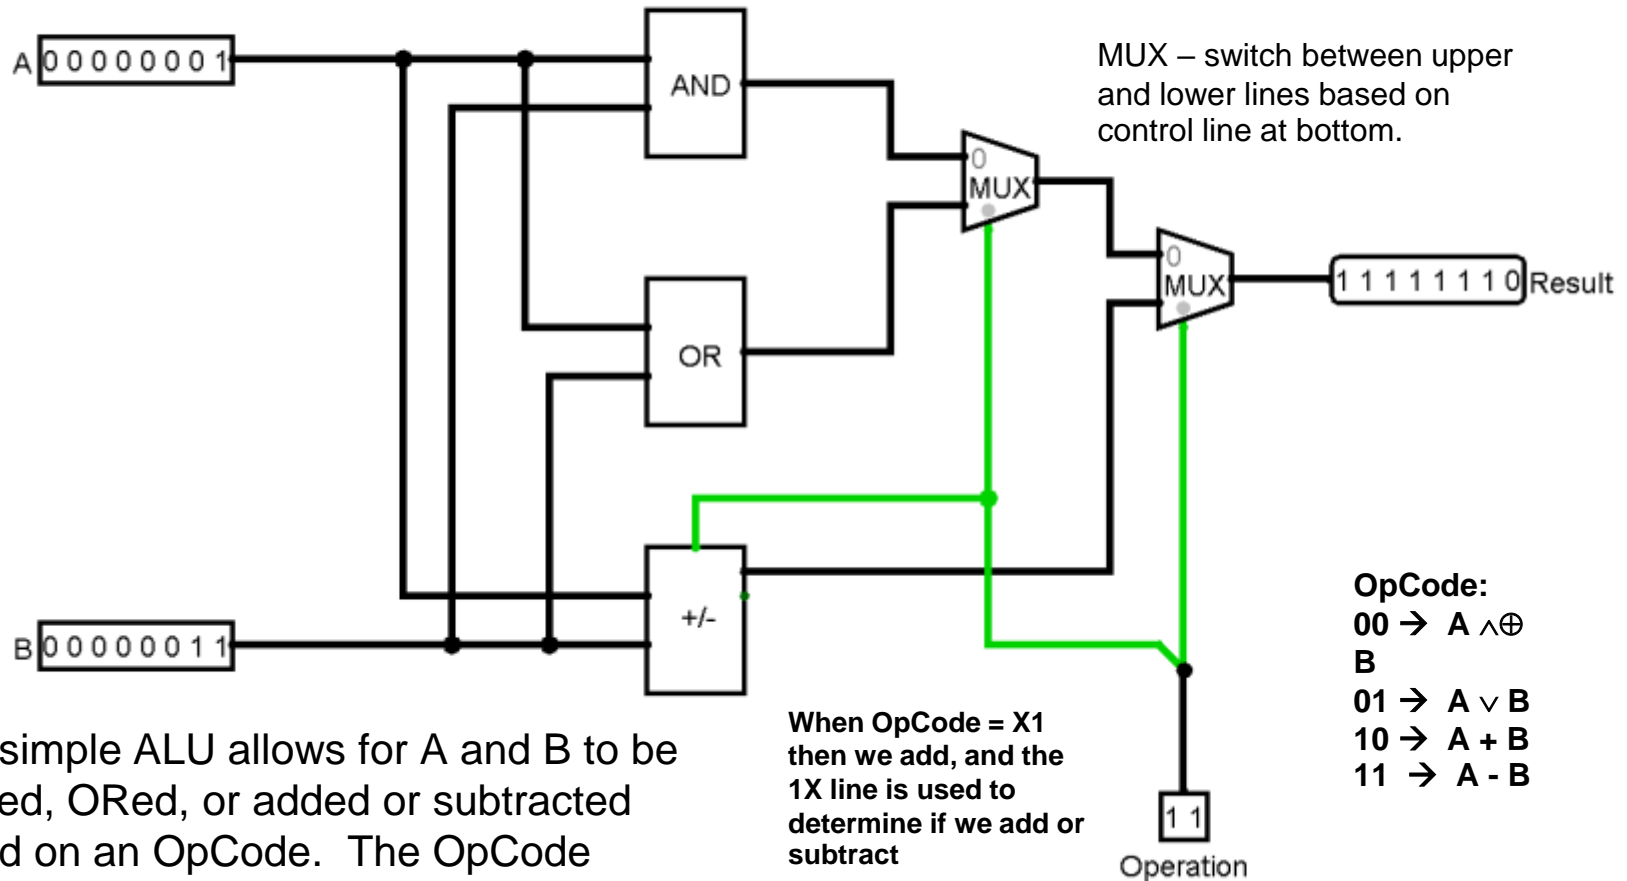 A 0 0 0 0 0 0 0 1
AND
MUX – switch between upper
and lower lines based on
control line at bottom.
0
MUX
0
MUX
1 1 1 1 1 1 1 0 Result
OR
+/-
B 0 0 0 0 0 0 1 1
OpCode:
00 → A ∧⊕
B
01 → A ∨ B
10 → A + B
11 → A - B
When OpCode = X1
then we add, and the
1X line is used to
determine if we add or
subtract
1 1
Operation
simple ALU allows for A and B to be
ed, ORed, or added or subtracted
d on an OpCode. The OpCode